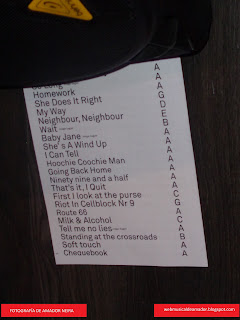 So Long A
Homework A
She Does It Right A
My Way G
Neighbour, Neighbour D
Wait E
Baby Jane B
She's A Wind Up A
I Can Tell A
Hoochie Coochie Man A
Going Back Home A
Ninety nine and a half A
That's it, I Quit A
First I look at the purse C
Riot In Cellblock Nr 9 G
Route 66 A
Milk & Alcohol C
Tell me no lies A
Standing at the crossroads B
Soft touch A
Chequebook A
FOTOGRAFÍA DE AMADOR NEIRA
webmusicaldeamador.blogspot.com